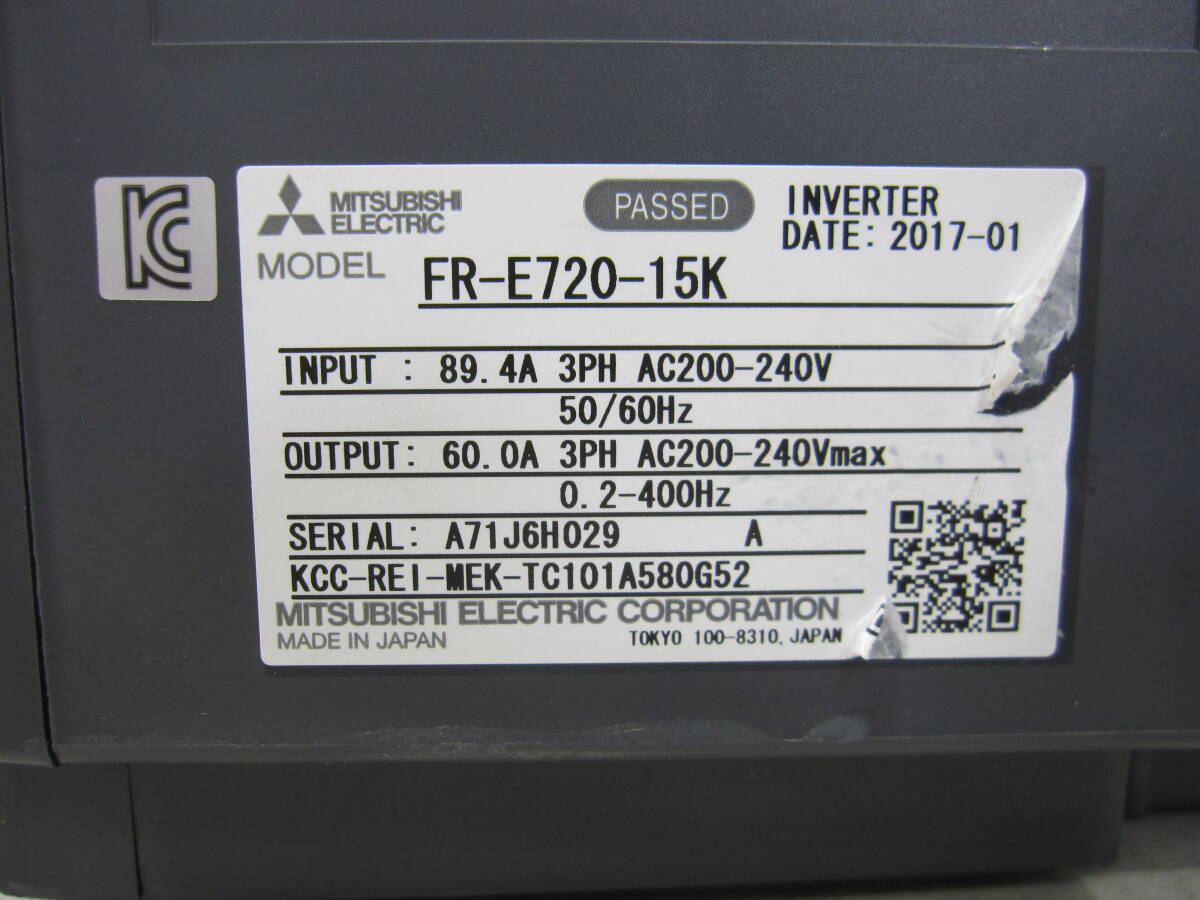 KC
MITSUBISHI
ELECTRIC
PASSED
INVERTER
DATE: 2017-01
MODEL FR-E720-15K
INPUT : 89.4A 3PH AC200-240V
50/60Hz
OUTPUT: 60.0A 3PH AC200-240Vmax
0.2-400Hz
SERIAL: A71J6H029 A
KCC-REI-MEK-TC101A580G52
MITSUBISHI ELECTRIC CORPORATION
MADE IN JAPAN TOKYO 100-8310, JAPAN